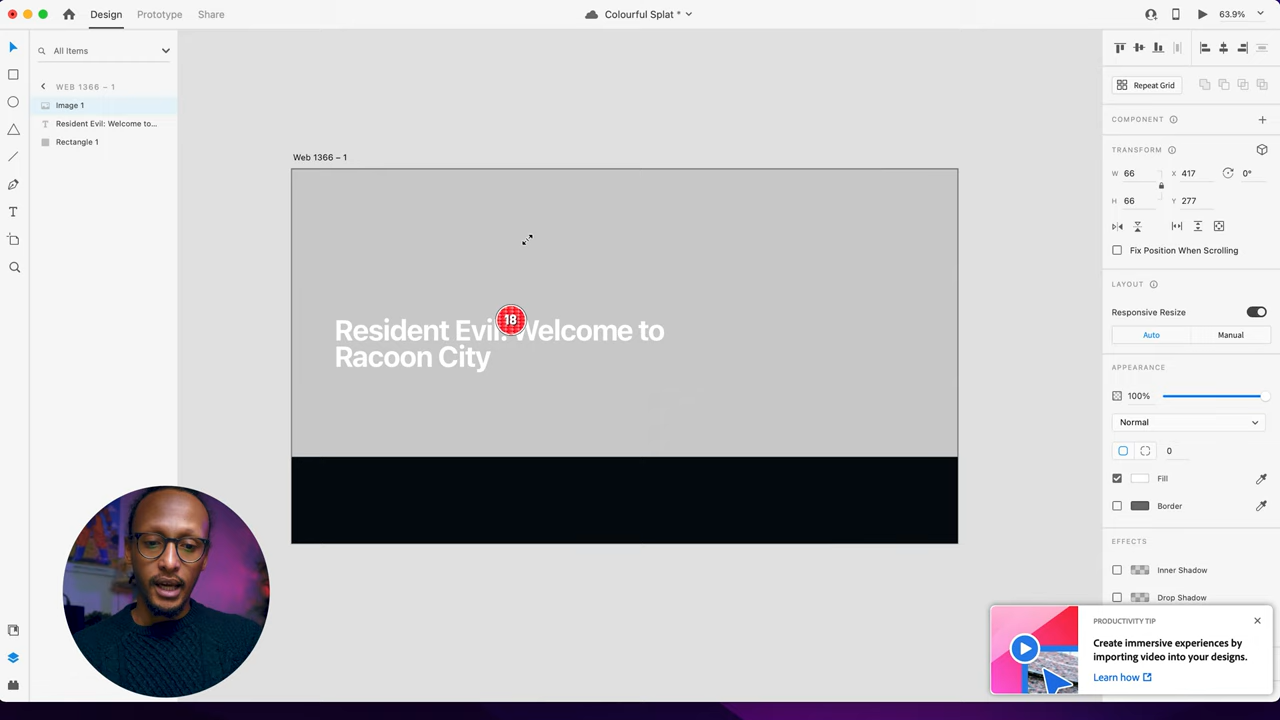 Design Prototype Share
Colourful Splat *
63.9%
All Items
WEB 1366 – 1
Image 1
Resident Evil: Welcome to...
Rectangle 1
Web 1366 – 1
Resident Evil: Welcome to
Racoon City
18
Repeat Grid
COMPONENT
TRANSFORM
W 66 X 417 0°
H 66 Y 277
Fix Position When Scrolling
LAYOUT
Responsive Resize
Auto Manual
APPEARANCE
100%
Normal
0
Fill
Border
EFFECTS
Inner Shadow
Drop Shadow
PRODUCTIVITY TIP
Create immersive experiences by
importing video into your designs.
Learn how